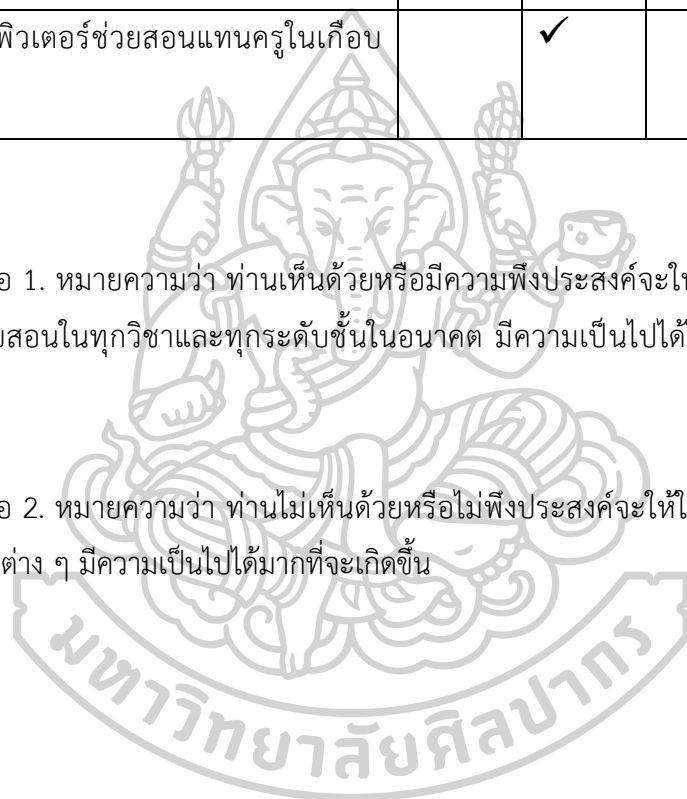 พิวเตอร์ช่วยสอนแทนครูในเกือบ
✓
อ 1. หมายความว่า ท่านเห็นด้วยหรือมีความพึงประสงค์จะให
ยสอนในทุกวิชาและทุกระดับชั้นในอนาคต มีความเป็นไปได้
อ 2. หมายความว่า ท่านไม่เห็นด้วยหรือไม่พึงประสงค์จะให้ใ
ต่าง ๆ มีความเป็นไปได้มากที่จะเกิดขึ้น
มหาวิทยาลัยศิลปากร